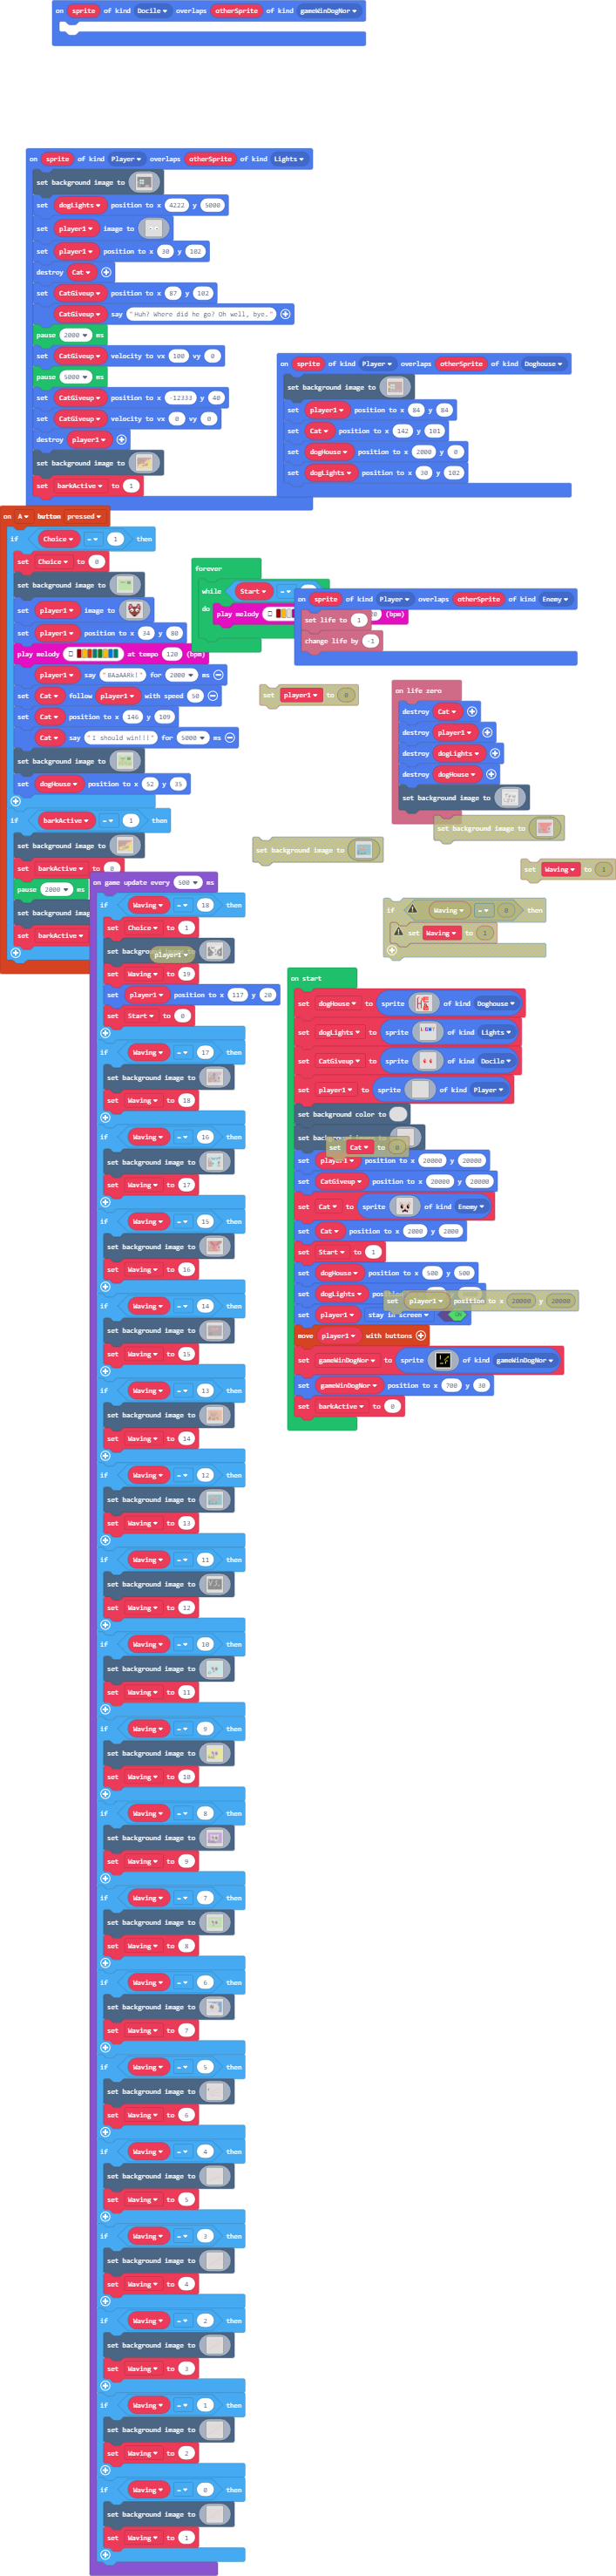 on sprite of kind Docile overlaps otherSprite of kind gameWinDogNor
on sprite of kind Player overlaps otherSprite of kind Lights
set background image to
set dogLights position to x 4222 y 5000
set player1 image to
set player1 position to x 30 y 102
destroy Cat
set CatGiveup position to x 87 y 102
CatGiveup say "Huh? Where did he go? Oh well, bye."
pause 2000 ms
set CatGiveup velocity to vx 100 vy 0
pause 5000 ms
set CatGiveup position to x -12333 y 40
set CatGiveup velocity to vx 0 vy 0
destroy player1
set background image to
set barkActive to 1
on sprite of kind Player overlaps otherSprite of kind Doghouse
set background image to
set player1 position to x 84 y 84
set Cat position to x 142 y 101
set dogHouse position to x 2000 y 0
set dogLights position to x 30 y 102
on A button pressed
if Choice = 1 then
set Choice to 0
set background image to
set player1 image to
set player1 position to x 34 y 80
play melody at tempo 120 (bpm)
player1 say "BAaAARk!" for 2000 ms
set Cat follow player1 with speed 50
set Cat position to x 146 y 109
Cat say "I should win!!!" for 5000 ms
set background image to
set dogHouse position to x 52 y 35
if barkActive = 1 then
set background image to
set barkActive to 0
pause 2000 ms
set background imag
set barkActive
forever
while Start =
do play melody (bpm)
on sprite of kind Player overlaps otherSprite of kind Enemy
set life to 1
change life by -1
set player1 to 0
on life zero
destroy Cat
destroy player1
destroy dogLights
destroy dogHouse
set background image to
set background image to
set background image to
set Waving to 1
if Waving = 0 then
set Waving to 1
on game update every 500 ms
if Waving = 18 then
set Choice to 1
set backgro
player1
set Waving to 19
set player1 position to x 117 y 20
set Start to 0
if Waving = 17 then
set background image to
set Waving to 18
if Waving = 16 then
set background image to
set Waving to 17
if Waving = 15 then
set background image to
set Waving to 16
if Waving = 14 then
set background image to
set Waving to 15
if Waving = 13 then
set background image to
set Waving to 14
if Waving = 12 then
set background image to
set Waving to 13
if Waving = 11 then
set background image to
set Waving to 12
if Waving = 10 then
set background image to
set Waving to 11
if Waving = 9 then
set background image to
set Waving to 10
if Waving = 8 then
set background image to
set Waving to 9
if Waving = 7 then
set background image to
set Waving to 8
if Waving = 6 then
set background image to
set Waving to 7
if Waving = 5 then
set background image to
set Waving to 6
if Waving = 4 then
set background image to
set Waving to 5
if Waving = 3 then
set background image to
set Waving to 4
if Waving = 2 then
set background image to
set Waving to 3
if Waving = 1 then
set background image to
set Waving to 2
if Waving = 0 then
set background image to
set Waving to 1
on start
set dogHouse to sprite of kind Doghouse
set dogLights to sprite LIGHT of kind Lights
set CatGiveup to sprite of kind Docile
set player1 to sprite of kind Player
set background color to
set backg
set Cat to 0
set player1 position to x 20000 y 20000
set CatGiveup position to x 20000 y 20000
set Cat to sprite of kind Enemy
set Cat position to x 2000 y 2000
set Start to 1
set dogHouse position to x 500 y 500
set dogLights positio
set player1 position to x 20000 y 20000
set player1 stay in screen ON
move player1 with buttons
set gameWinDogNor to sprite of kind gameWinDogNor
set gameWinDogNor position to x 700 y 30
set barkActive to 0